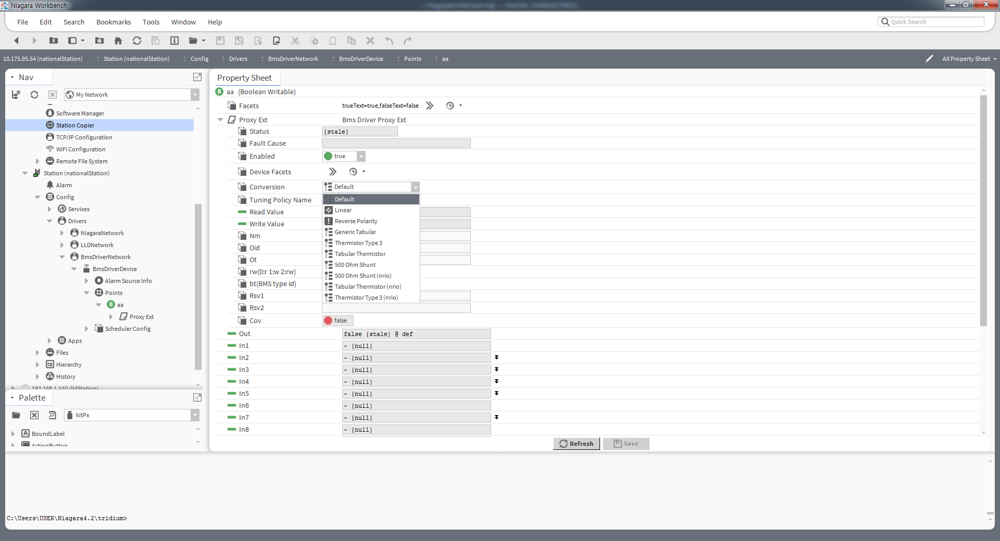 Niagara Workbench
File Edit Search Bookmarks Tools Window Help
Quick Search
10.175.95.54 (nationalStation) : Station (nationalStation) : Config : Drivers : BmsDriverNetwork : BmsDriverDevice : Points : aa
AX Property Sheet
Nav
My Network
Software Manager
Station Copier
TCP/IP Configuration
WiFi Configuration
Remote File System
Station (nationalStation)
Alarm
Config
Services
Drivers
NiagaraNetwork
LLDNetwork
BmsDriverNetwork
BmsDriverDevice
Alarm Source Info
Points
B aa
Proxy Ext
Scheduler Config
Apps
Files
Hierarchy
History
192.168.1.140 (lldStation)
Palette
kitPx
A BoundLabel
ActionButton
Property Sheet
B aa (Boolean Writable)
Facets trueText=true,falseText=false
Proxy Ext Bms Driver Proxy Ext
Status {stale}
Fault Cause
Enabled true
Device Facets
Conversion Default
Tuning Policy Name
Default
Linear
Reverse Polarity
Generic Tabular
Thermistor Type 3
Tabular Thermistor
500 Ohm Shunt
500 Ohm Shunt (nrio)
Tabular Thermistor (nrio)
Thermistor Type 3 (nrio)
Read Value
Write Value
Nm
Oid
Ot
rw(0:r 1:w 2:rw)
bt(BMS type id)
Rsv1
Rsv2
Cov false
Out false {stale} @ def
In1 - {null}
In2 - {null}
In3 - {null}
In4 - {null}
In5 - {null}
In6 - {null}
In7 - {null}
In8 - {null}
Refresh Save
C:\Users\USER\Niagara4.2\tridium>